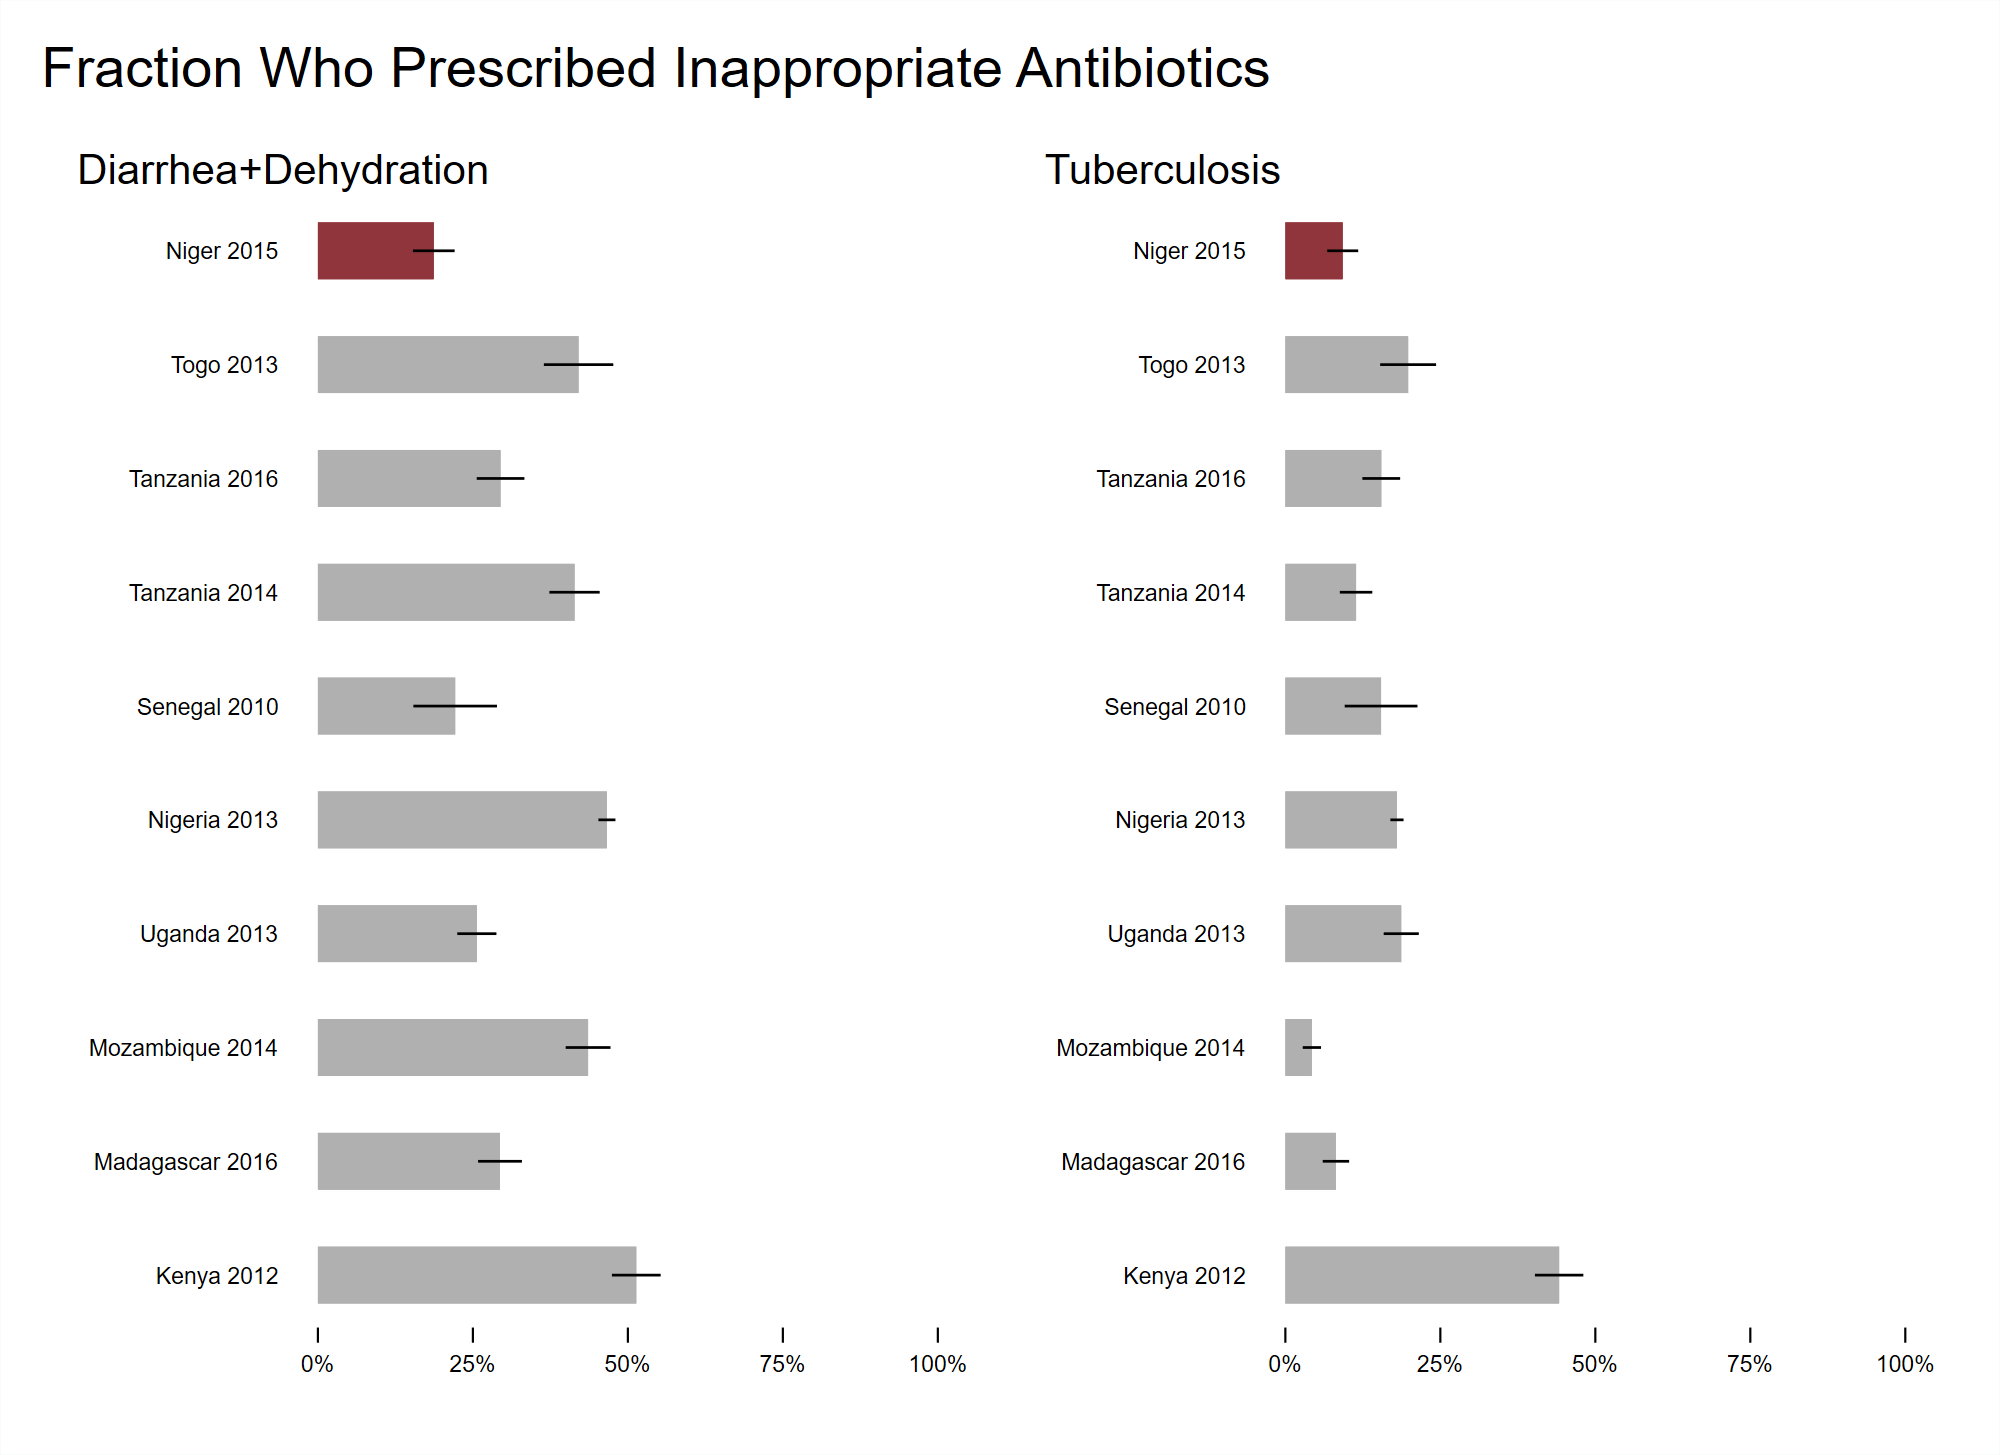 Fraction Who Prescribed Inappropriate Antibiotics
Diarrhea+Dehydration
Niger 2015
Togo 2013
Tanzania 2016
Tanzania 2014
Senegal 2010
Nigeria 2013
Uganda 2013
Mozambique 2014
Madagascar 2016
Kenya 2012
0% 25% 50% 75% 100%
Tuberculosis
Niger 2015
Togo 2013
Tanzania 2016
Tanzania 2014
Senegal 2010
Nigeria 2013
Uganda 2013
Mozambique 2014
Madagascar 2016
Kenya 2012
0% 25% 50% 75% 100%